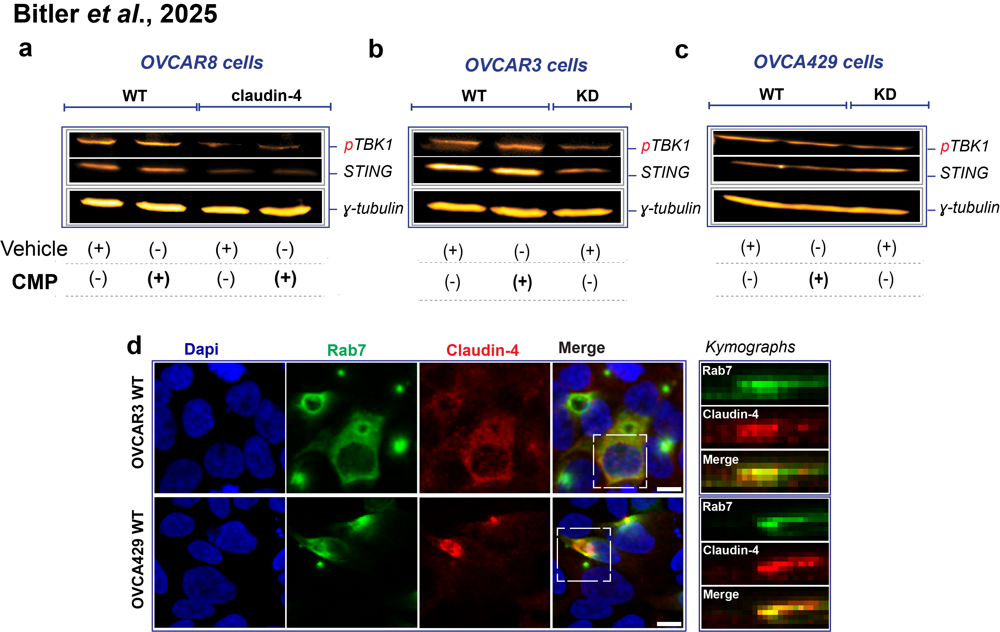 Bitler et al., 2025
a
b
c
OVCAR8 cells
OVCAR3 cells
OVCA429 cells
WT claudin-4
WT KD
WT KD
pTBK1
STING
ɣ-tubulin
pTBK1
STING
ɣ-tubulin
pTBK1
STING
ɣ-tubulin
Vehicle (+) (-) (+) (-)
CMP (-) (+) (-) (+)
(+) (-) (+)
(-) (+) (-)
(+) (-) (+)
(-) (+) (-)
d
Dapi Rab7 Claudin-4 Merge Kymographs
OVCAR3 WT
Rab7
Claudin-4
Merge
OVCA429 WT
Rab7
Claudin-4
Merge